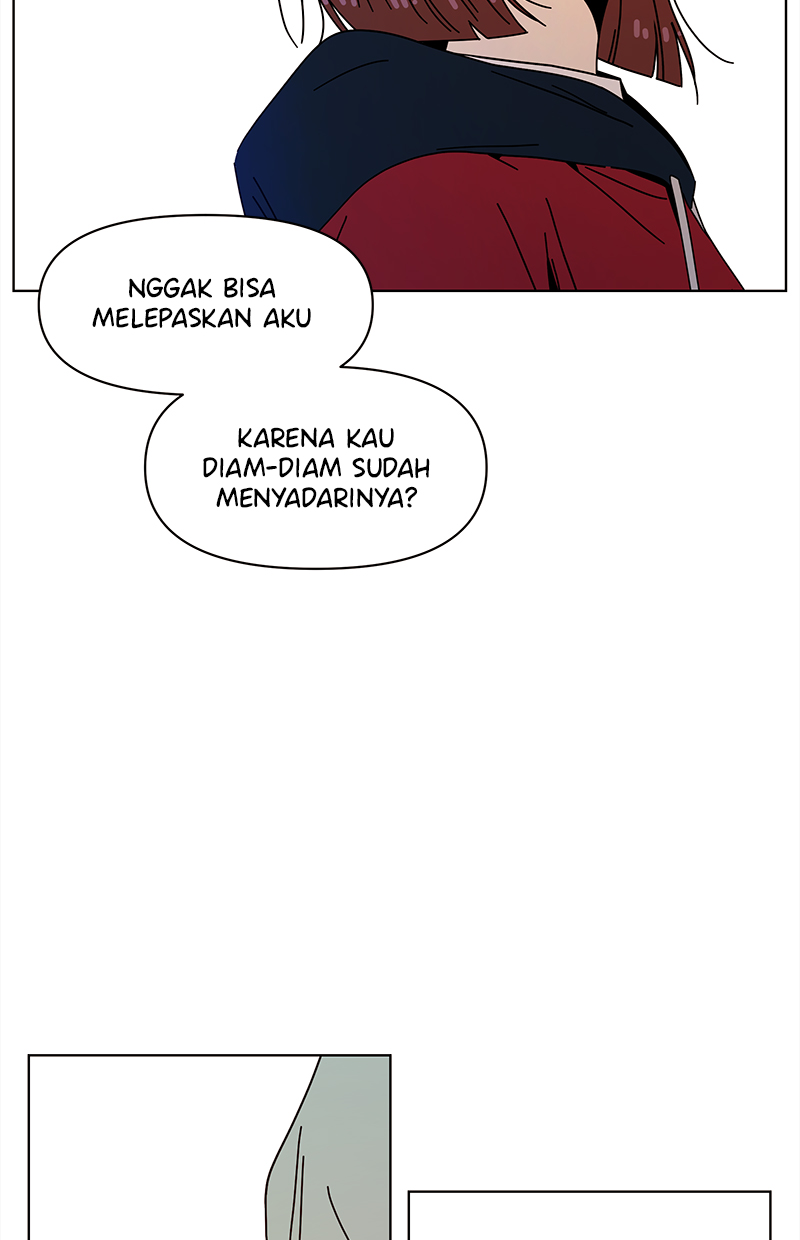 NGGAK BISA
MELEPASKAN AKU
KARENA KAU
DIAM-DIAM SUDAH
MENYADARINYA?